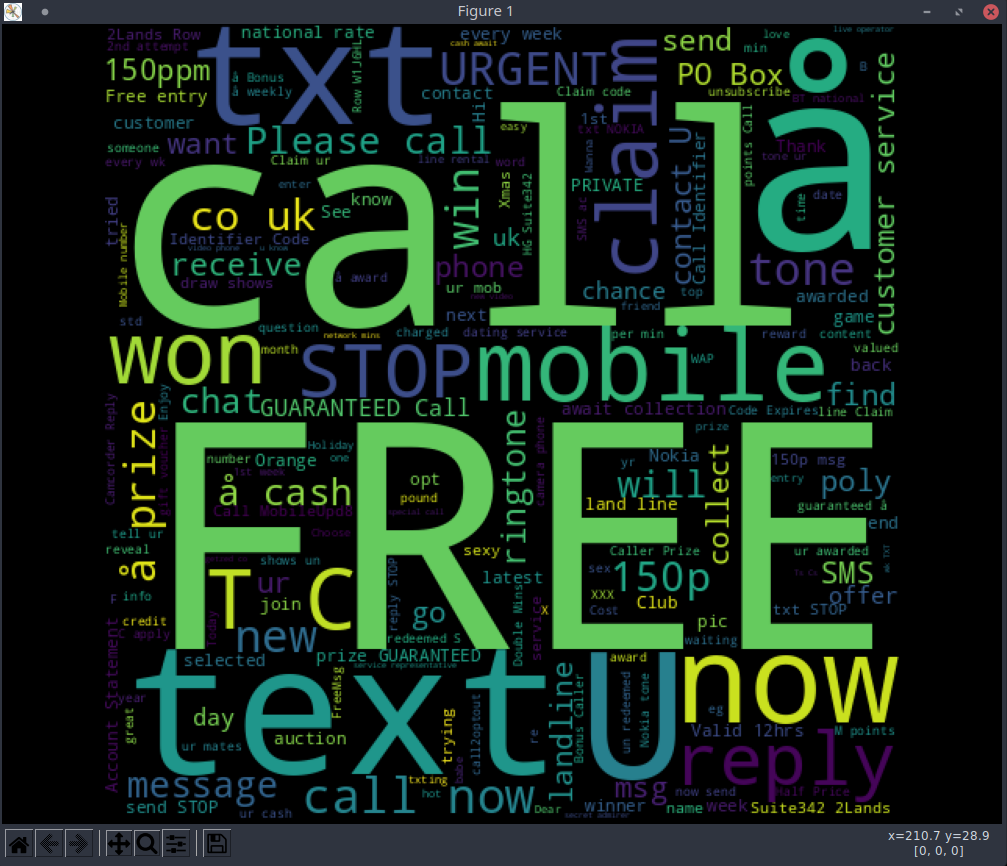 Figure 1
2Lands Row
national rate
every week
cash await
send
love
live operator
2nd attempt
txt
URGENT
claim
min
å
150ppm
å Bonus
Row W1J6HL
PO Box
B
Free entry
å weekly
contact
Claim code
unsubscribe
BT national
customer
Hi
1st
customer service
someone
want
Please call
easy
txt NOKIA
contact U
points Call
Thank
every wk
Claim ur
line rental
word
Wanna
Call Identifier
tone ur
call
enter
win
Xmas
HG Suite342
PRIVATE
SMS ac
time
date
tried
co uk
See
know
uk
Mobile number
Identifier Code
video phone
u know
receive
å award
phone
tone
draw shows
ur mob
new video
chance
top
awarded
std
question
next
friend
game
network mins
charged
dating service
per min
reward
content
won
month
STOP
mobile
WAP
valued
back
chat
GUARANTEED Call
find
Camcorder Reply
Enjoy
await collection
Code Expires
line Claim
å prize
gift voucher
FREE
Holiday
ringtone
camera phone
prize
number
Orange
one
yr
Nokia
collect
150p msg
1st week
å cash
opt
will
entry
poly
pound
land line
guaranteed å
Call MobileUpd8
special call
tell ur
Choose
end
reveal
shows un
sexy
Caller Prize
ur awarded
T C
ur
reply STOP
latest
sex
150p
SMS
info
F
join
XXX
Club
offer
credit
go
Double Mins
X
Cost
txt STOP
C apply
Today
new
redeemed S
service
pic
waiting
selected
prize GUARANTEED
service representative
award
Account Statement
text
landline
U
now
year
FreeMsg
Bonus Caller
un redeemed
Nokia tone
eg
great
day
trying
call2optout
re
Valid 12hrs
M points
ur mates
auction
reply
message
txting
babe
msg
now send
Half Price
send STOP
call now
hot
Dear
winner
name
week
Suite342 2Lands
ur cash
secret admirer
x=210.7 y=28.9
[0, 0, 0]